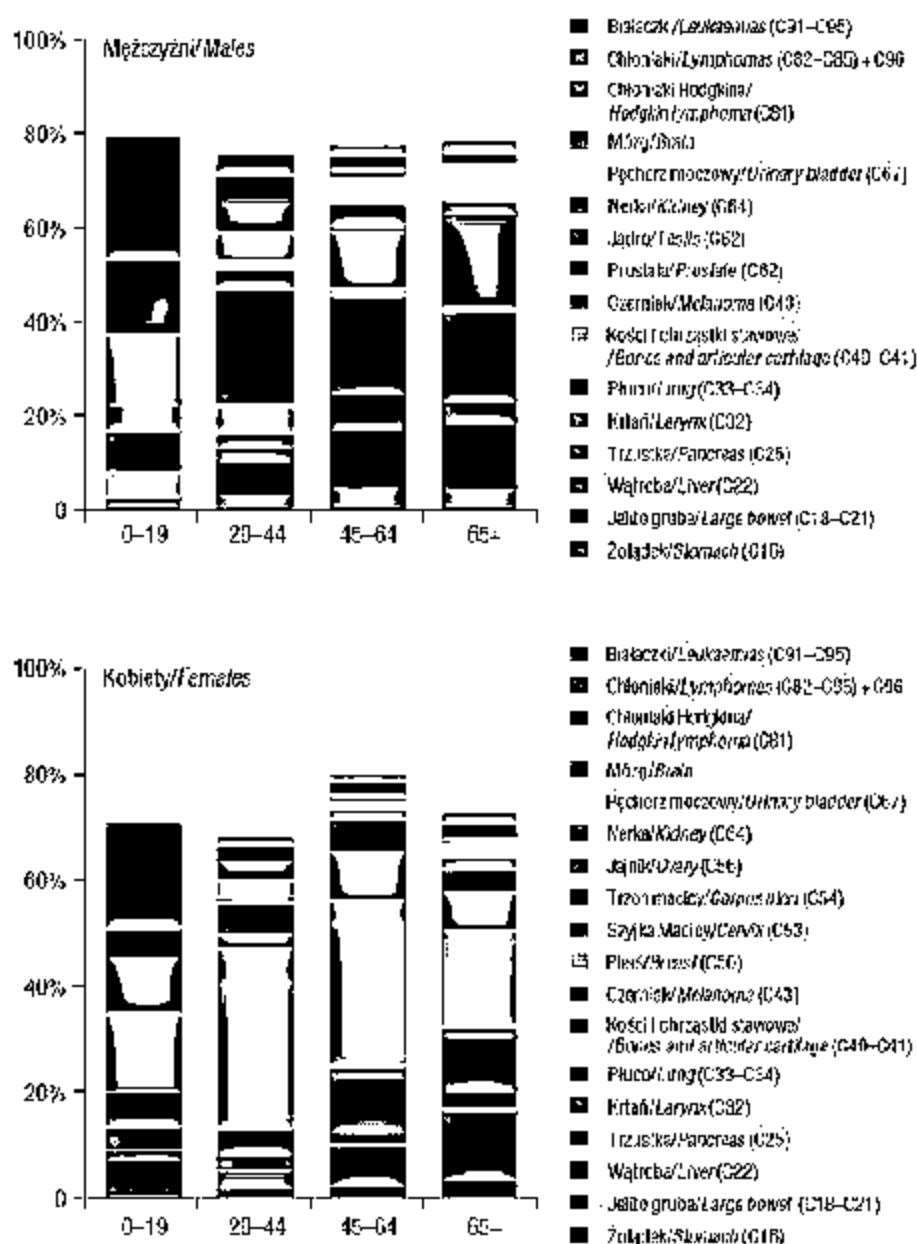 100%
Mężczyźni/Males
80%
60%
40%
20%
0
0–19
20–44
45–64
65+
Białaczki/Leukaemias (C91–C95)
Chłoniaki/Lymphomas (C82–C85) + C96
Chłoniaki Hodgkina/
Hodgkin lymphoma (C81)
Mózg/Brain
Pęcherz moczowy/Urinary bladder (C67)
Nerka/Kidney (C64)
Jądro/Testis (C62)
Prostata/Prostate (C62)
Czerniak/Melanoma (C43)
Kości i chrząstki stawowe/
/Bones and articular carthlage (C40–C41)
Płuco/Lung (C33–C34)
Krtań/Larynx (C32)
Trzustka/Pancreas (C25)
Wątroba/Liver (C22)
Jelito grube/Large bowel (C18–C21)
Żołądek/Stomach (C16)
100%
Kobiety/Females
80%
60%
40%
20%
0
0–19
20–44
45–64
65–
Białaczki/Leukaemias (C91–C95)
Chłoniaki/Lymphomas (C82–C85) + C96
Chłoniaki Hodgkina/
Hodgkin lymphoma (C81)
Mózg/Brain
Pęcherz moczowy/Urinary bladder (C67)
Nerka/Kidney (C64)
Jajnik/Ovary (C56)
Trzon macicy/Corpus uteri (C54)
Szyjka Macicy/Cervix (C53)
Pierś/Breast (C50)
Czerniak/Melanoma (C43)
Kości i chrząstki stawowe/
/Bones and articular cartilage (C40–C41)
Płuco/Lung (C33–C34)
Krtań/Larynx (C32)
Trzustka/Pancreas (C25)
Wątroba/Liver (C22)
Jelito grube/Large bowel (C18–C21)
Żołądek/Stomach (C16)